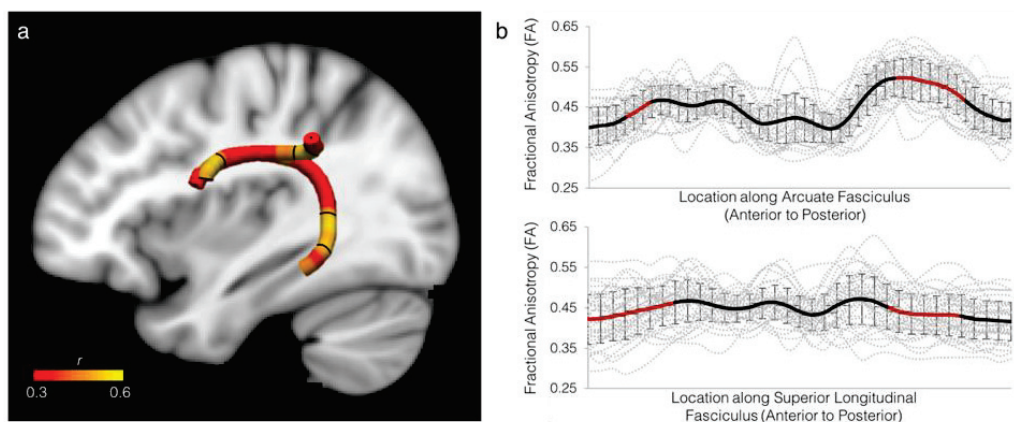 a
r
0.3 0.6
b
Fractional Anisotropy (FA)
0.65
0.55
0.45
0.35
0.25
Location along Arcuate Fasciculus
(Anterior to Posterior)
Fractional Anisotropy (FA)
0.65
0.55
0.45
0.35
0.25
Location along Superior Longitudinal
Fasciculus (Anterior to Posterior)